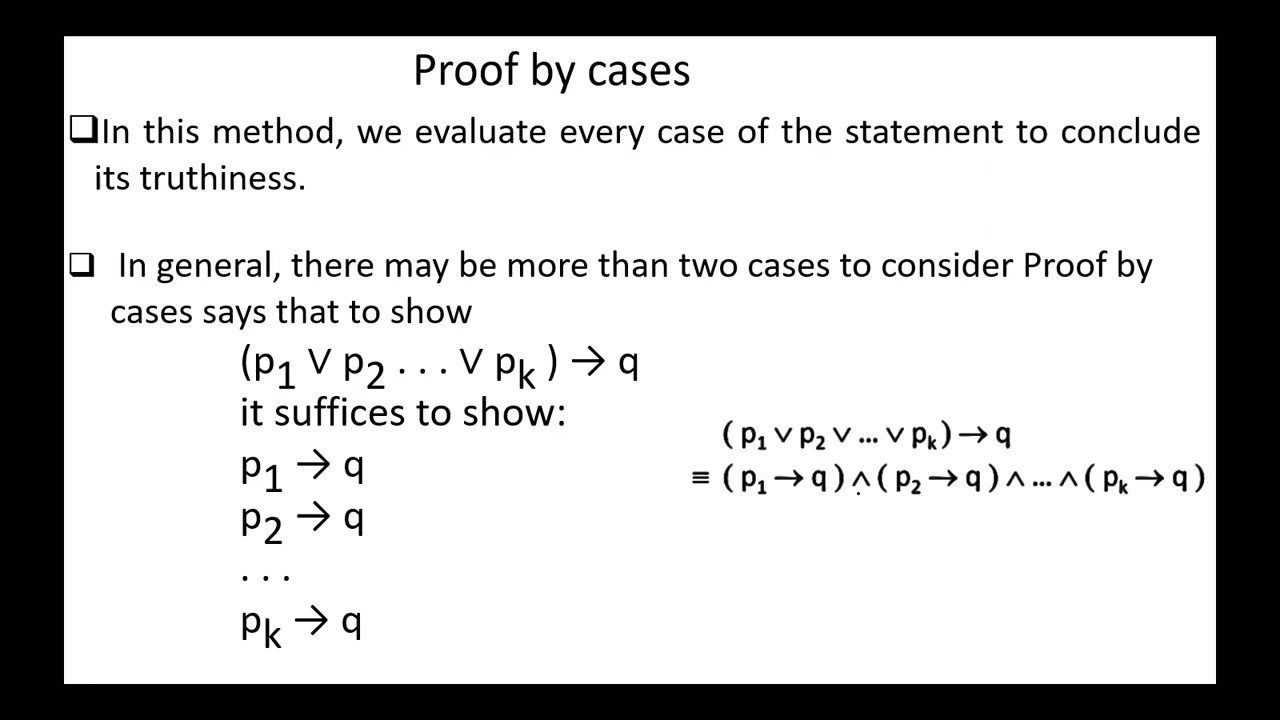 Proof by cases
❑In this method, we evaluate every case of the statement to conclude
its truthiness.
❑ In general, there may be more than two cases to consider Proof by
cases says that to show
(p₁ ∨ p₂ . . . ∨ pₖ ) → q
it suffices to show:
p₁ → q
p₂ → q
. . .
pₖ → q
( p₁ ∨ p₂ ∨ ... ∨ pₖ ) → q
≡ ( p₁ → q ) ∧ ( p₂ → q ) ∧ ... ∧ ( pₖ → q )